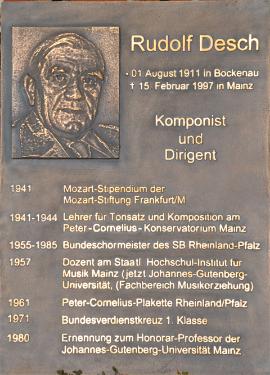 Rudolf Desch
· 01 August 1911 in Bockenau
† 15. Februar 1997 in Mainz
Komponist
und
Dirigent
1941 Mozart-Stipendium der
Mozart-Stiftung Frankfurt/M
1941-1944 Lehrer für Tonsatz und Komposition am
Peter-Cornelius-Konservatorium Mainz
1955-1985 Bundeschormeister des SB Rheinland-Pfalz
1957 Dozent am Staatl. Hochschul-Institut für
Musik Mainz (jetzt Johannes-Gutenberg-
Universität, (Fachbereich Musikorziehung)
1961 Peter-Cornelius-Plakette Rheinland/Pfalz
1971 Bundesverdienstkreuz 1. Klasse
1980 Ernennung zum Honorar-Professor der
Johannes-Gutenberg-Universität Mainz